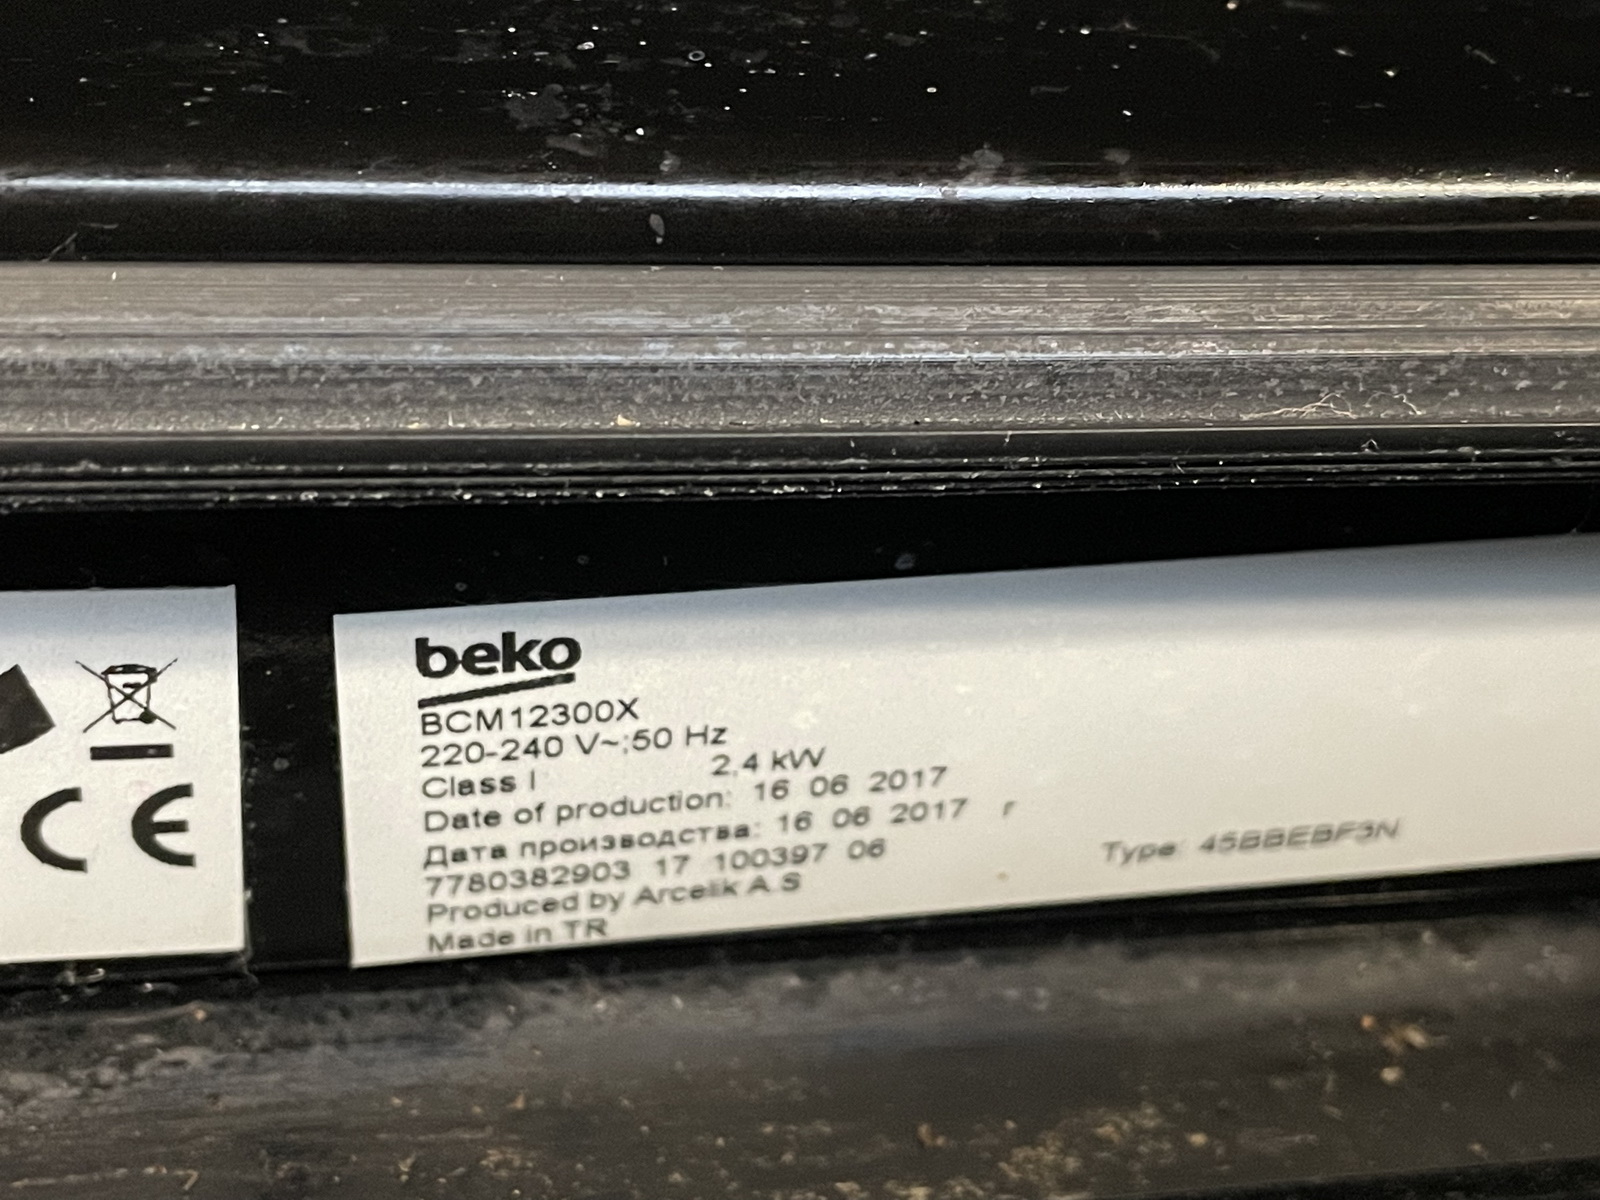 beko
BCM12300X
220-240 V~;50 Hz
Class I 2,4 kW
Date of production: 16 06 2017
Дата производства: 16 06 2017 г
7780382903 17 100397 06
Produced by Arcelik A S
Made in TR
Type: 45BBEBF3N
CE